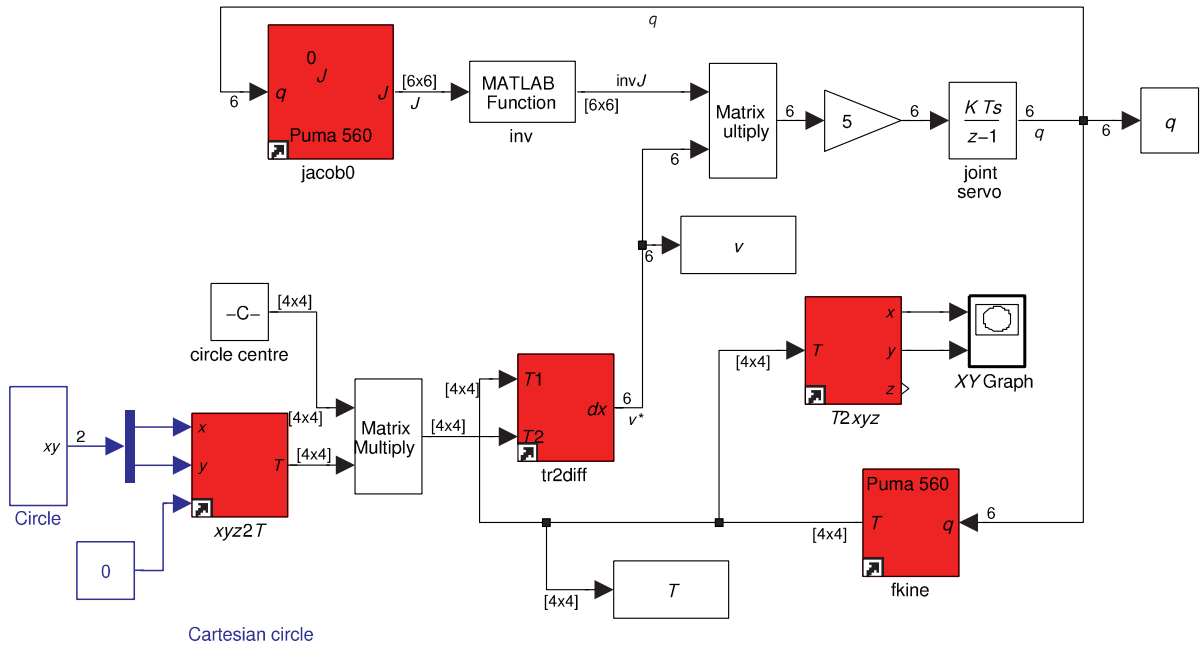 q
0
J
q
J
Puma 560
jacob0
6
[6x6]
J
MATLAB
Function
inv
invJ
[6x6]
Matrix
ultiply
6
6
5
6
K Ts
z−1
joint
servo
6
q
6
q
v
6
−C−
circle centre
[4x4]
xy
Circle
2
0
x
y
T
xyz2T
[4x4]
[4x4]
Matrix
Multiply
[4x4]
[4x4]
T1
T2
dx
tr2diff
6
v*
[4x4]
T
x
y
z
T2xyz
XY Graph
Puma 560
T
q
fkine
6
[4x4]
[4x4]
T
Cartesian circle